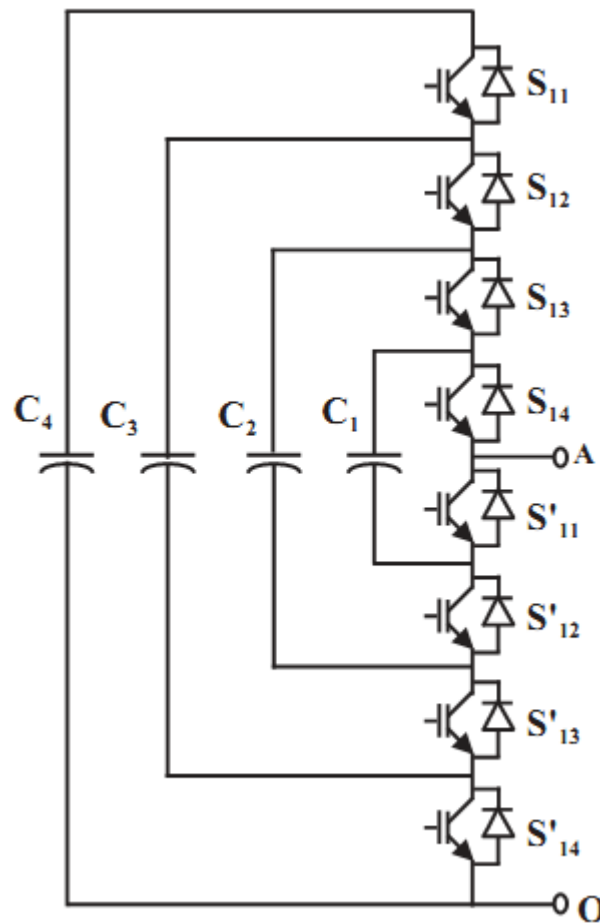 S₁₁
S₁₂
S₁₃
C₄ C₃ C₂ C₁ S₁₄
A
S'₁₁
S'₁₂
S'₁₃
S'₁₄
O